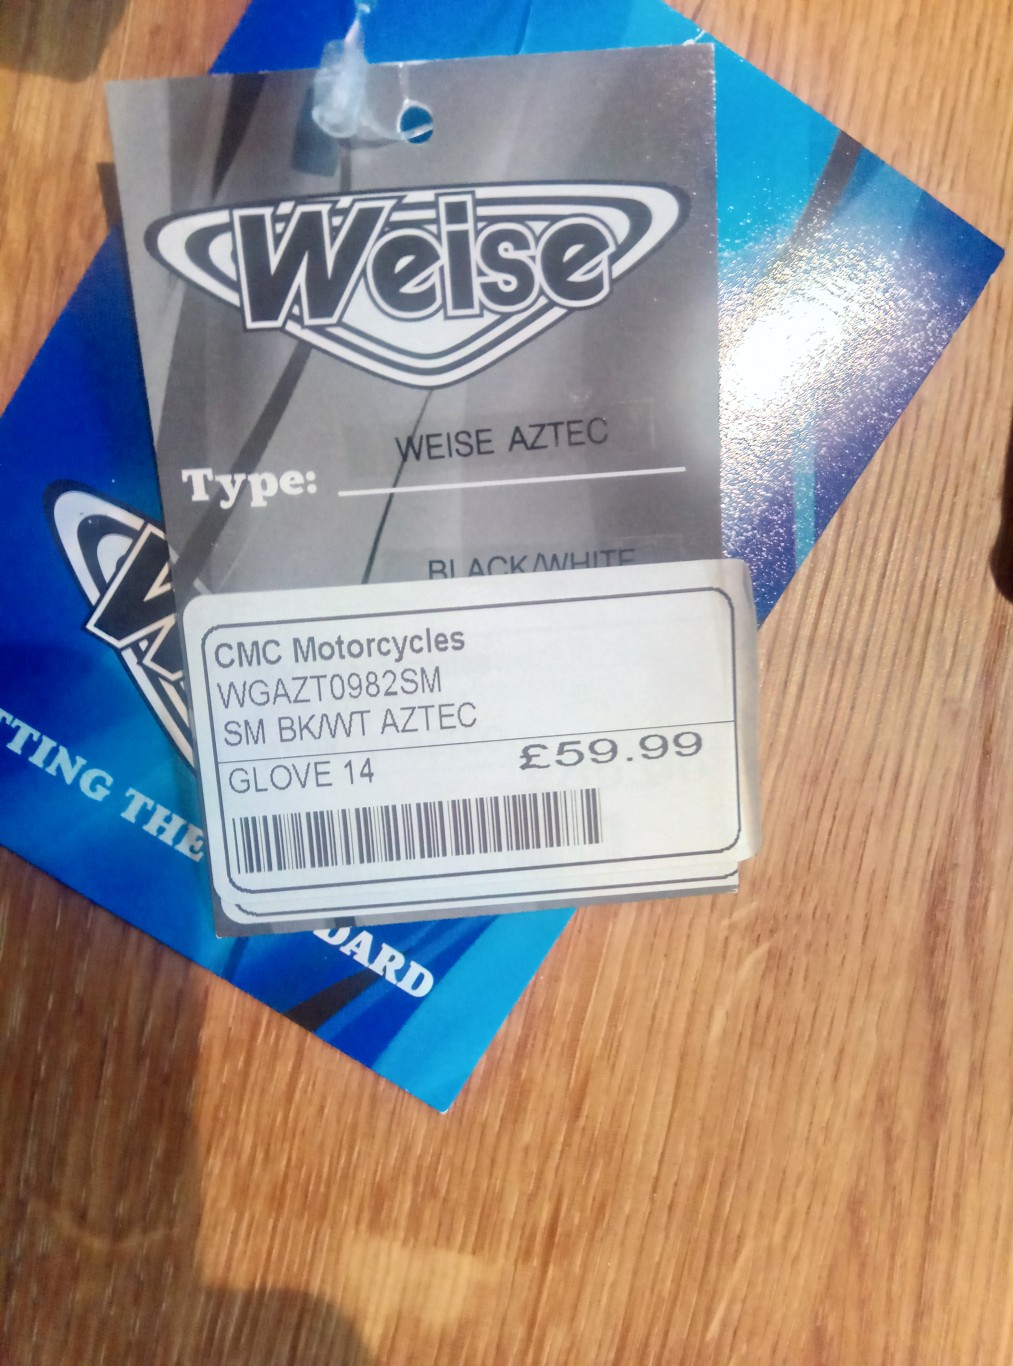 Weise
WEISE AZTEC
Type:
BLACK/WHITE
CMC Motorcycles
WGAZT0982SM
SM BK/WT AZTEC
£59.99
GLOVE 14
TTING THE
DARD